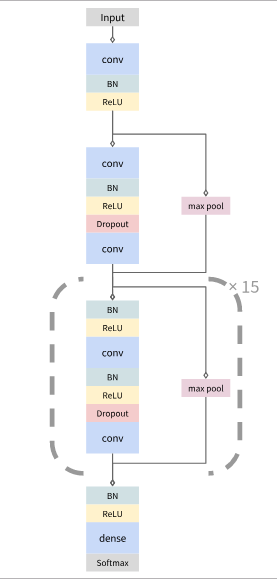 Input
conv
BN
ReLU
conv
BN
ReLU
max pool
Dropout
conv
× 15
BN
ReLU
conv
BN
max pool
ReLU
Dropout
conv
BN
ReLU
dense
Softmax